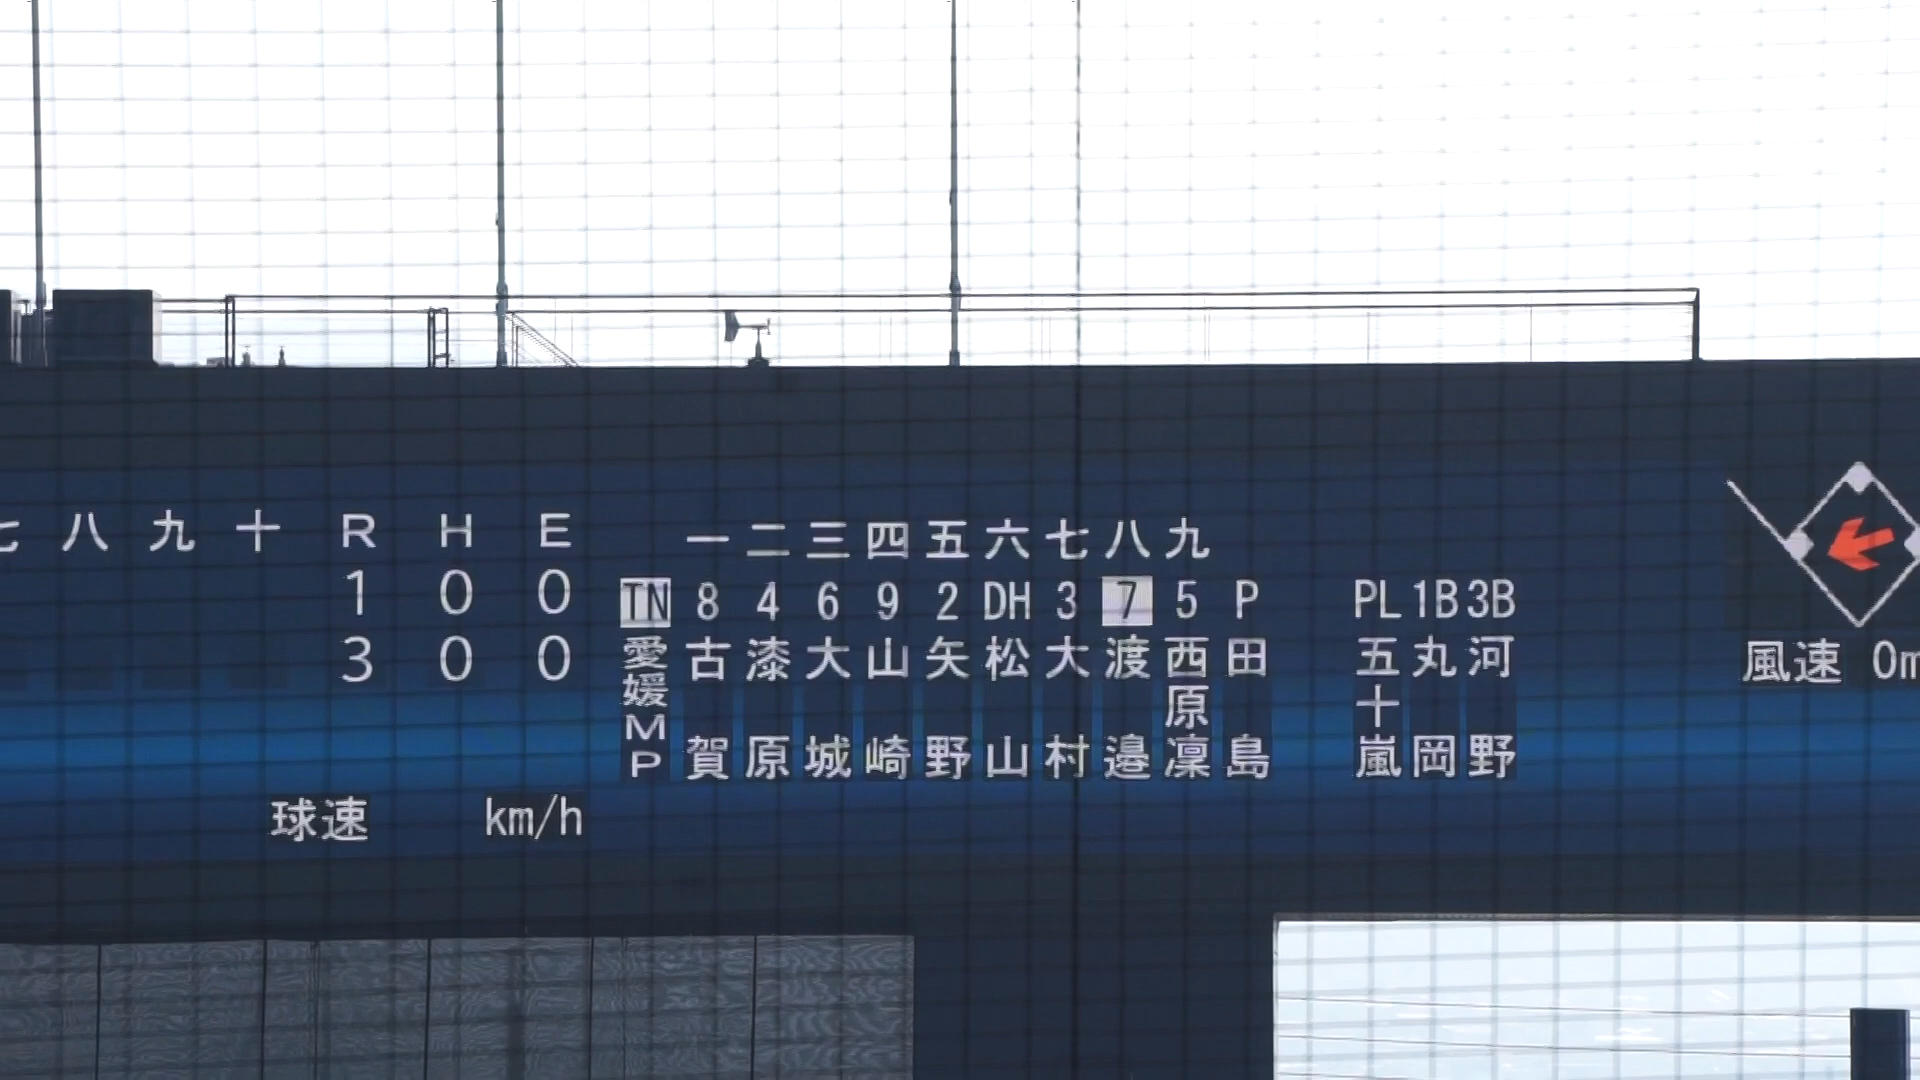 七 八 九 十 R H E
1 0 0
3 0 0
一 二 三 四 五 六 七 八 九
TN 8 4 6 9 2 DH 3 7 5 P PL 1B 3B
愛媛MP 古賀 漆原 大城 山崎 矢野 松山 大村 渡邉 西原凜 田島 五十嵐 丸岡 河野
球速 km/h
風速 0m